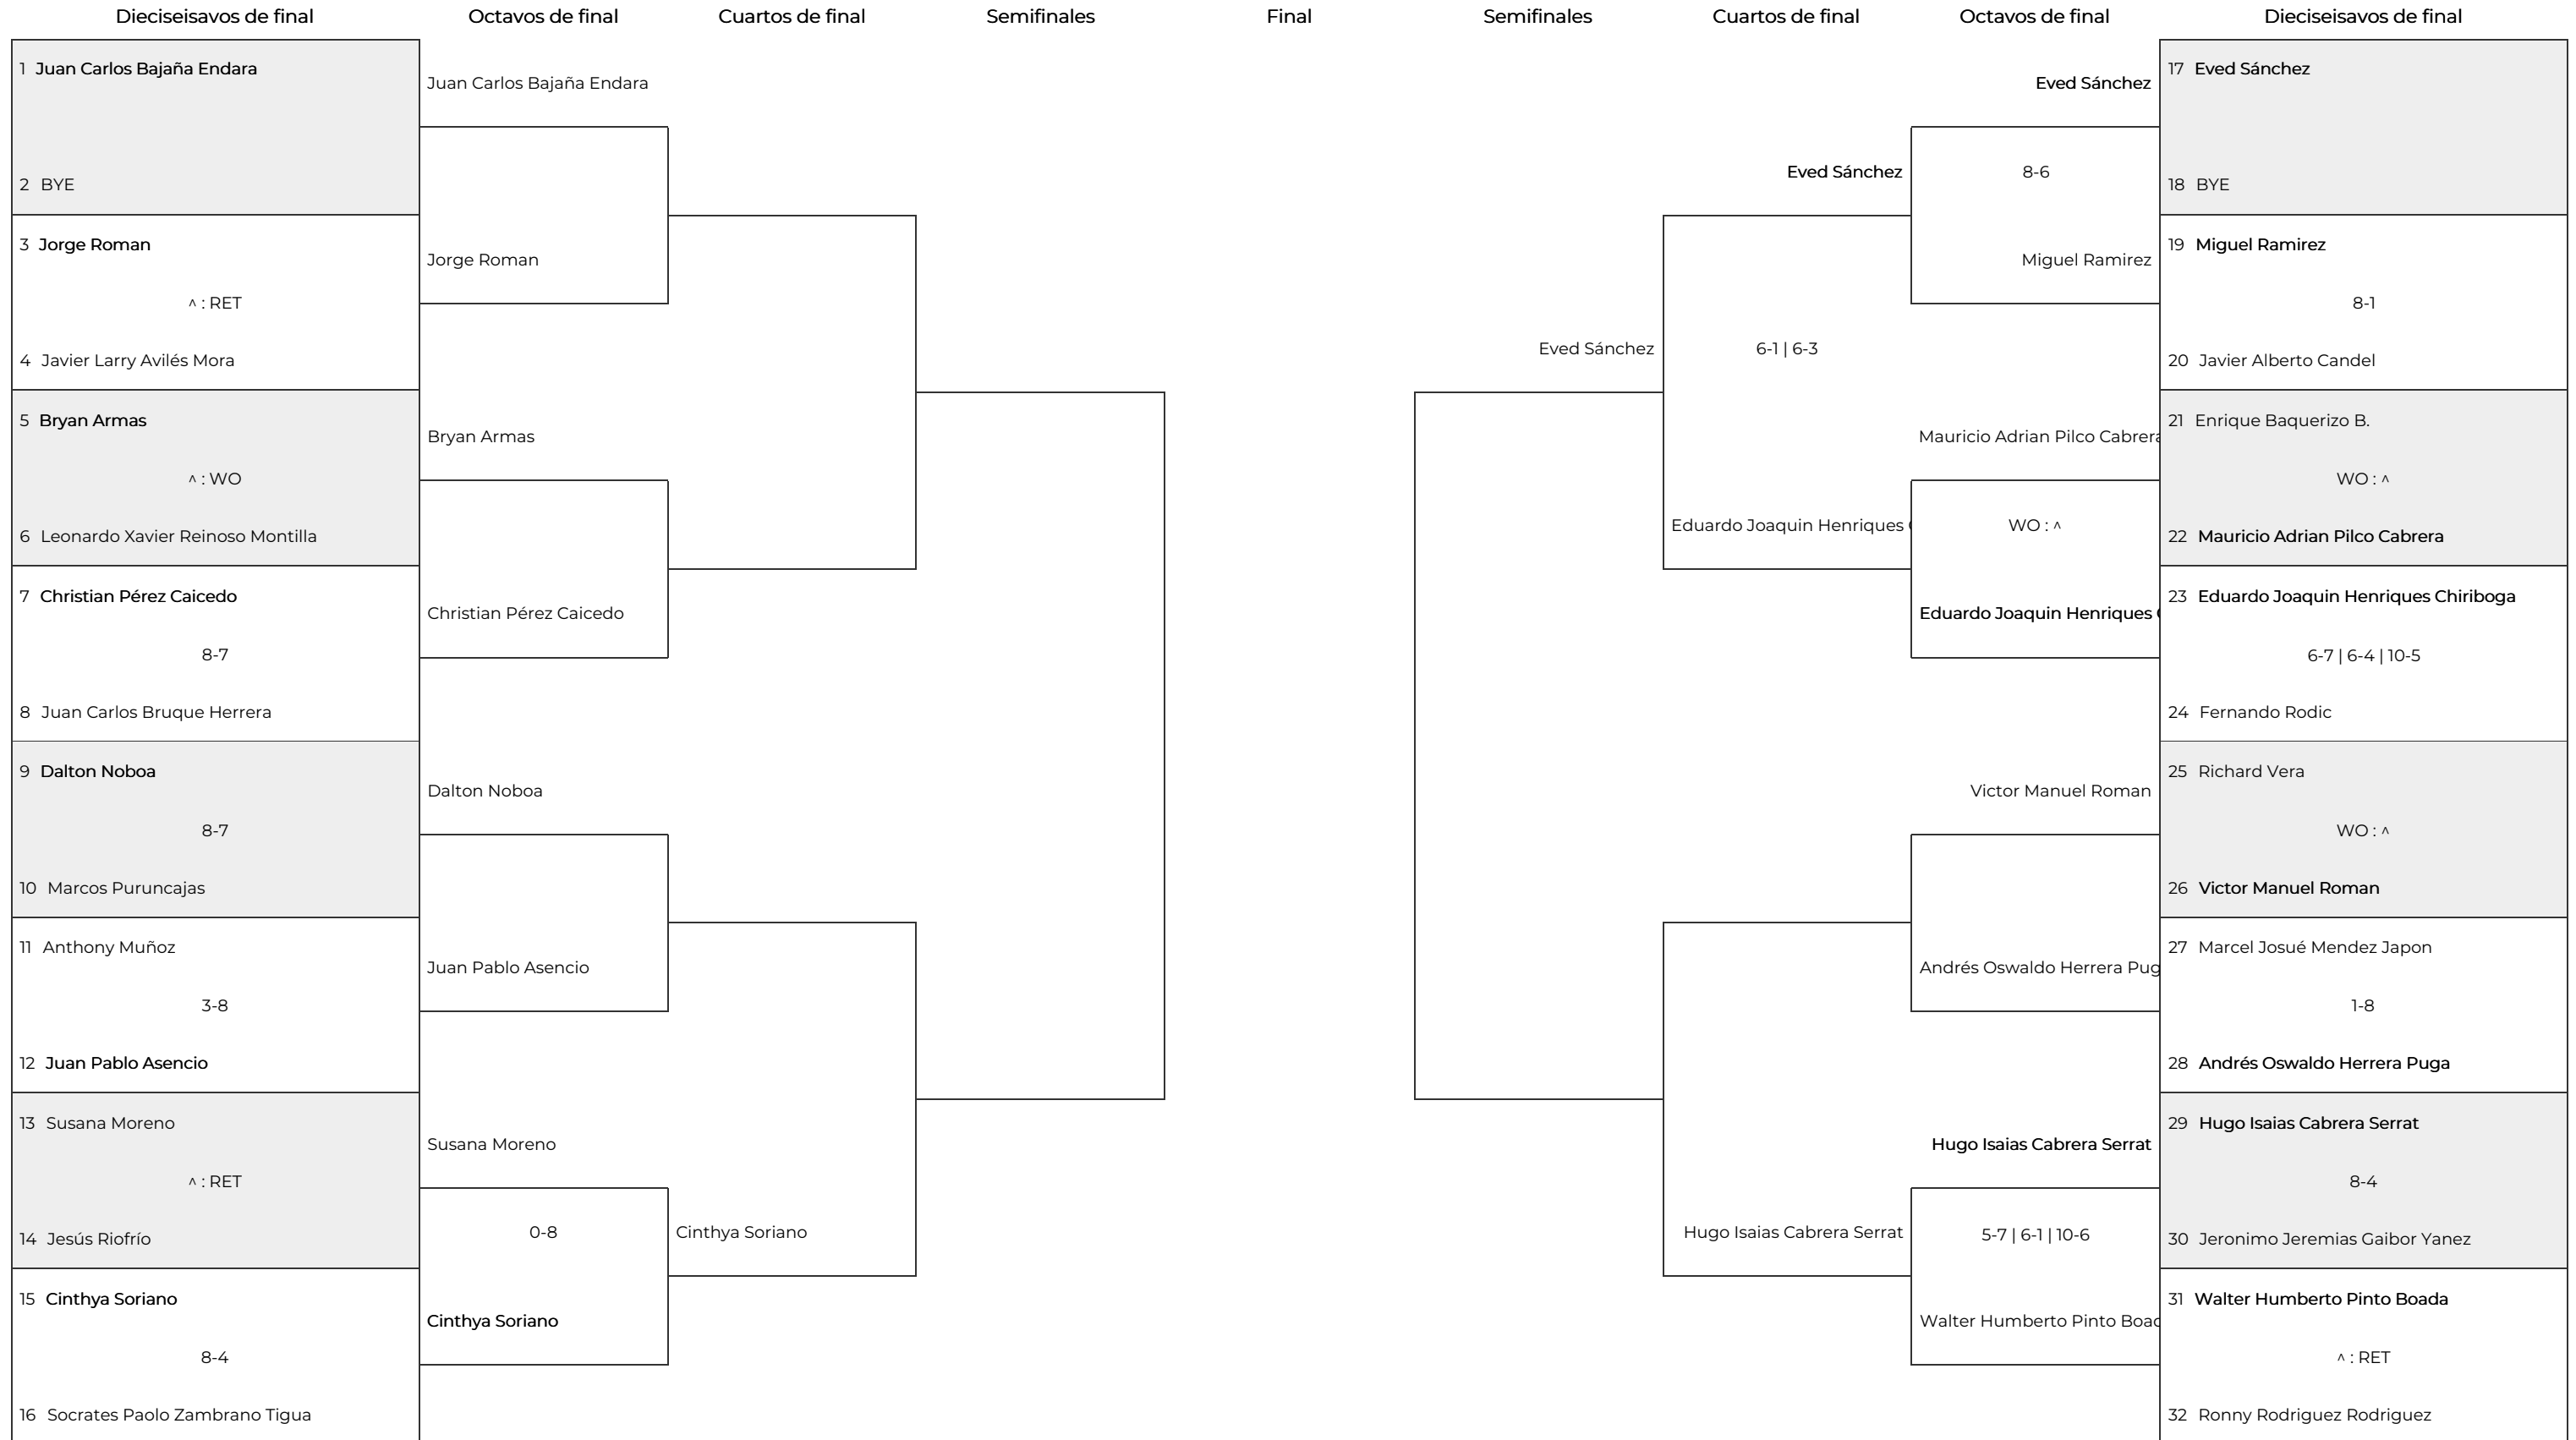 Dieciseisavos de final
Octavos de final
Cuartos de final
Semifinales
Final
Semifinales
Cuartos de final
Octavos de final
Dieciseisavos de final
1 Juan Carlos Bajaña Endara
2 BYE
3 Jorge Roman
^ : RET
4 Javier Larry Avilés Mora
5 Bryan Armas
^ : WO
6 Leonardo Xavier Reinoso Montilla
7 Christian Pérez Caicedo
8-7
8 Juan Carlos Bruque Herrera
9 Dalton Noboa
8-7
10 Marcos Puruncajas
11 Anthony Muñoz
3-8
12 Juan Pablo Asencio
13 Susana Moreno
^ : RET
14 Jesús Riofrío
15 Cinthya Soriano
8-4
16 Socrates Paolo Zambrano Tigua
Juan Carlos Bajaña Endara
Jorge Roman
Bryan Armas
Christian Pérez Caicedo
Dalton Noboa
Juan Pablo Asencio
Susana Moreno
0-8
Cinthya Soriano
Cinthya Soriano
Eved Sánchez
Eved Sánchez
6-1 | 6-3
Eduardo Joaquin Henriques
Hugo Isaias Cabrera Serrat
Eved Sánchez
8-6
Miguel Ramirez
Mauricio Adrian Pilco Cabrera
WO : ^
Eduardo Joaquin Henriques
Victor Manuel Roman
Andrés Oswaldo Herrera Pug
Hugo Isaias Cabrera Serrat
5-7 | 6-1 | 10-6
Walter Humberto Pinto Boad
17 Eved Sánchez
18 BYE
19 Miguel Ramirez
8-1
20 Javier Alberto Candel
21 Enrique Baquerizo B.
WO : ^
22 Mauricio Adrian Pilco Cabrera
23 Eduardo Joaquin Henriques Chiriboga
6-7 | 6-4 | 10-5
24 Fernando Rodic
25 Richard Vera
WO : ^
26 Victor Manuel Roman
27 Marcel Josué Mendez Japon
1-8
28 Andrés Oswaldo Herrera Puga
29 Hugo Isaias Cabrera Serrat
8-4
30 Jeronimo Jeremias Gaibor Yanez
31 Walter Humberto Pinto Boada
^ : RET
32 Ronny Rodriguez Rodriguez